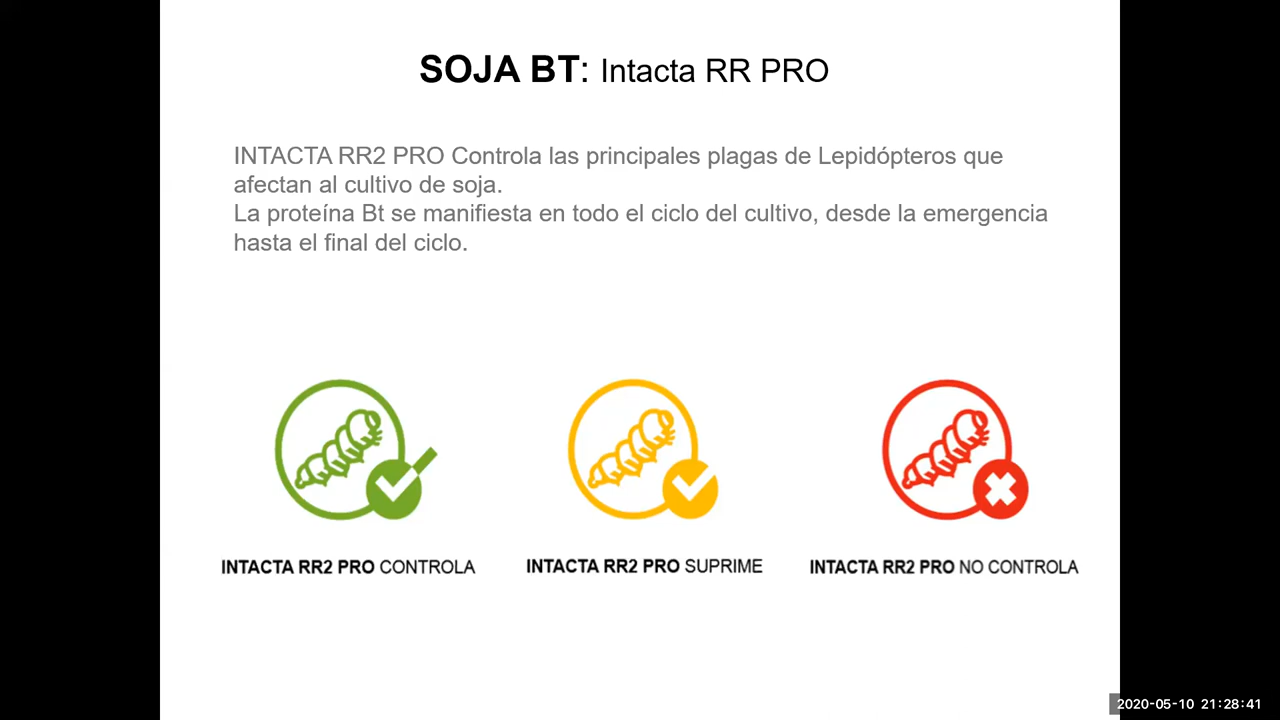 SOJA BT: Intacta RR PRO
INTACTA RR2 PRO Controla las principales plagas de Lepidópteros que
afectan al cultivo de soja.
La proteína Bt se manifiesta en todo el ciclo del cultivo, desde la emergencia
hasta el final del ciclo.
INTACTA RR2 PRO CONTROLA
INTACTA RR2 PRO SUPRIME
INTACTA RR2 PRO NO CONTROLA
2020-05-10 21:28:41